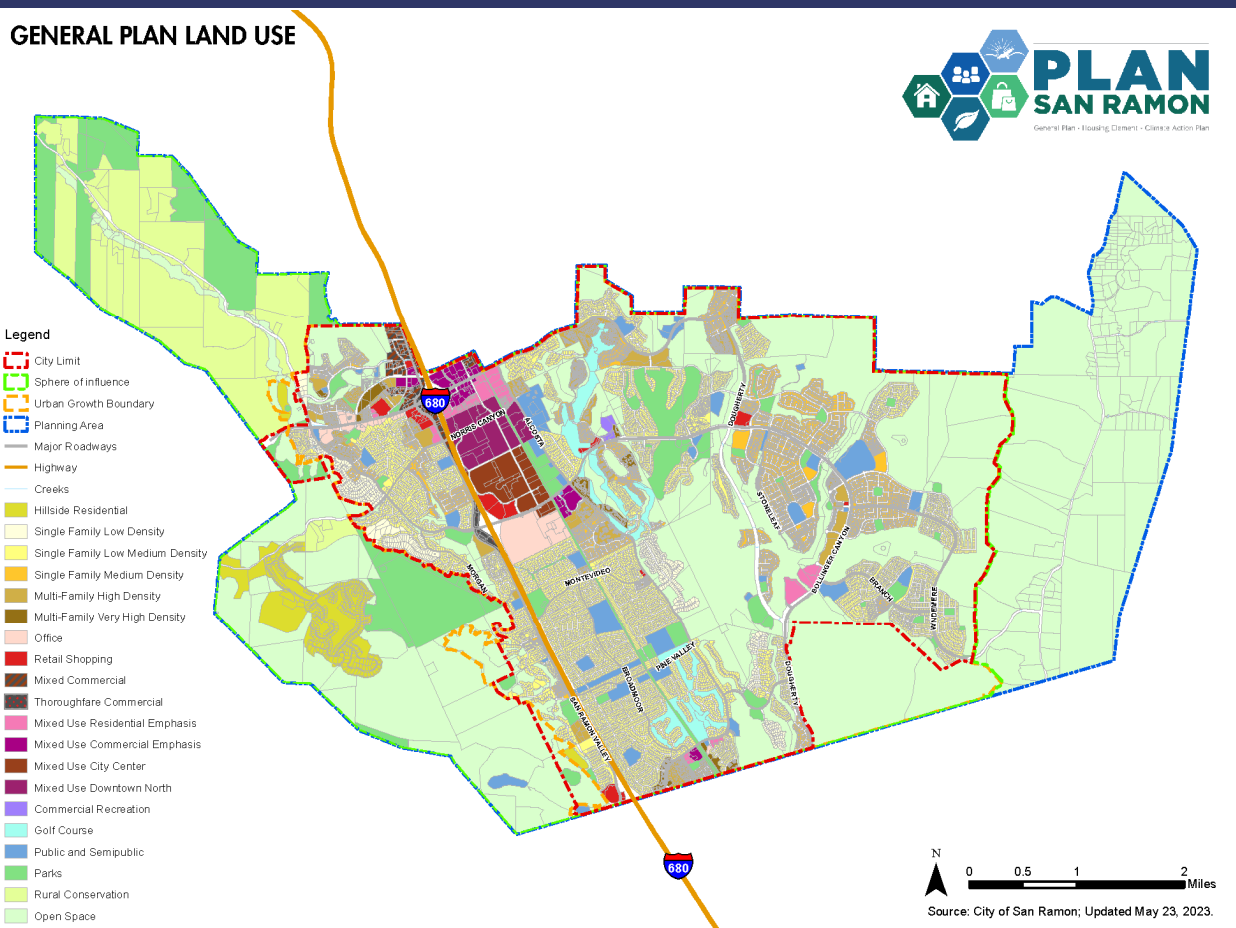 GENERAL PLAN LAND USE
PLAN
SAN RAMON
General Plan - Housing Element - Climate Action Plan
680
NORRIS CANYON
ALCOSTA
DOUGHERTY
STONELEAF
BOLLINGER CANYON
BRANCH
WINDEMERE
MORGAN
MONTEVIDEO
PINE VALLEY
BROADMOOR
SAN RAMON VALLEY
DOUGHERTY
680
Legend
City Limit
Sphere of influence
Urban Growth Boundary
Planning Area
Major Roadways
Highway
Creeks
Hillside Residential
Single Family Low Density
Single Family Low Medium Density
Single Family Medium Density
Multi-Family High Density
Multi-Family Very High Density
Office
Retail Shopping
Mixed Commercial
Thoroughfare Commercial
Mixed Use Residential Emphasis
Mixed Use Commercial Emphasis
Mixed Use City Center
Mixed Use Downtown North
Commercial Recreation
Golf Course
Public and Semipublic
Parks
Rural Conservation
Open Space
N
0 0.5 1 2
Miles
Source: City of San Ramon; Updated May 23, 2023.